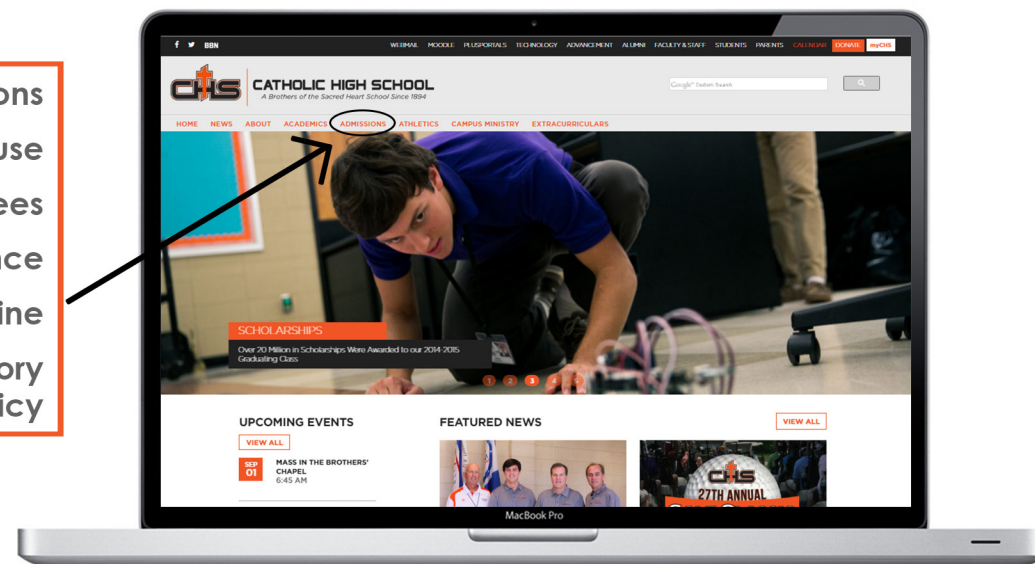 ons
use
ees
nce
ine
ory
icy
f BBN WEBMAIL MOODLE PLUSPORTALS TECHNOLOGY ADVANCEMENT ALUMNI FACULTY & STAFF STUDENTS PARENTS CALENDAR DONATE myCHS
CHS CATHOLIC HIGH SCHOOL
A Brothers of the Sacred Heart School Since 1894
Google™ Custom Search
HOME NEWS ABOUT ACADEMICS ADMISSIONS ATHLETICS CAMPUS MINISTRY EXTRACURRICULARS
SCHOLARSHIPS
Over 20 Million in Scholarships Were Awarded to our 2014-2015
Graduating Class
1 2 3 4 5
UPCOMING EVENTS
VIEW ALL
SEP
01
MASS IN THE BROTHERS'
CHAPEL
6:45 AM
FEATURED NEWS
VIEW ALL
CHS
27TH ANNUAL
MacBook Pro